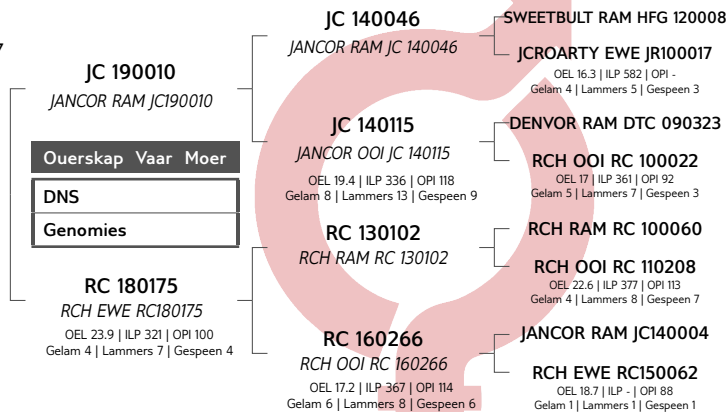 JC 190010
JANCOR RAM JC190010
Ouerskap Vaar Moer
DNS
Genomies
RC 180175
RCH EWE RC180175
OEL 23.9 | ILP 321 | OPI 100
Gelam 4 | Lammers 7 | Gespeen 4
JC 140046
JANCOR RAM JC 140046
JC 140115
JANCOR OOI JC 140115
OEL 19.4 | ILP 336 | OPI 118
Gelam 8 | Lammers 13 | Gespeen 9
RC 130102
RCH RAM RC 130102
RC 160266
RCH OOI RC 160266
OEL 17.2 | ILP 367 | OPI 114
Gelam 6 | Lammers 8 | Gespeen 6
SWEETBULT RAM HFG 120008
JCROARTY EWE JR100017
OEL 16.3 | ILP 582 | OPI -
Gelam 4 | Lammers 5 | Gespeen 3
DENVOR RAM DTC 090323
RCH OOI RC 100022
OEL 17 | ILP 361 | OPI 92
Gelam 5 | Lammers 7 | Gespeen 3
RCH RAM RC 100060
RCH OOI RC 110208
OEL 22.6 | ILP 377 | OPI 113
Gelam 4 | Lammers 8 | Gespeen 7
JANCOR RAM JC140004
RCH EWE RC150062
OEL 18.7 | ILP - | OPI 88
Gelam 1 | Lammers 1 | Gespeen 1